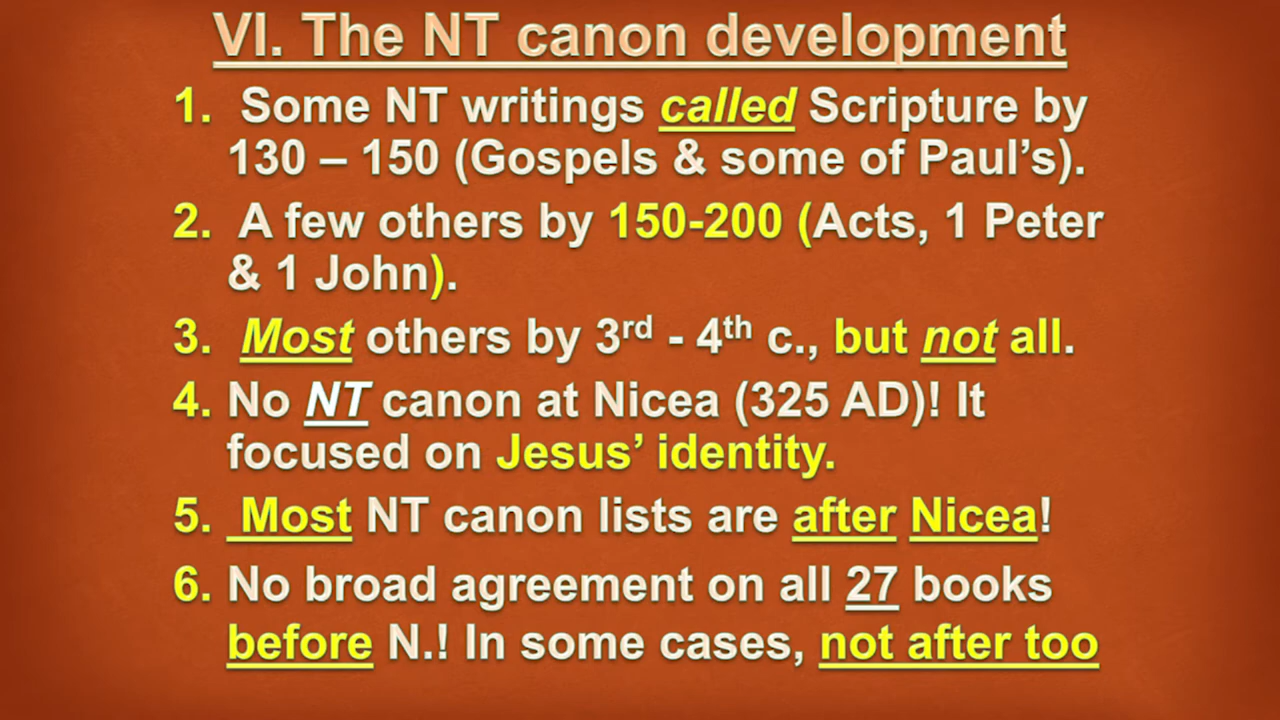 VI. The NT canon development
1. Some NT writings called Scripture by
130 – 150 (Gospels & some of Paul’s).
2. A few others by 150-200 (Acts, 1 Peter
& 1 John).
3. Most others by 3rd - 4th c., but not all.
4. No NT canon at Nicea (325 AD)! It
focused on Jesus’ identity.
5. Most NT canon lists are after Nicea!
6. No broad agreement on all 27 books
before N.! In some cases, not after too